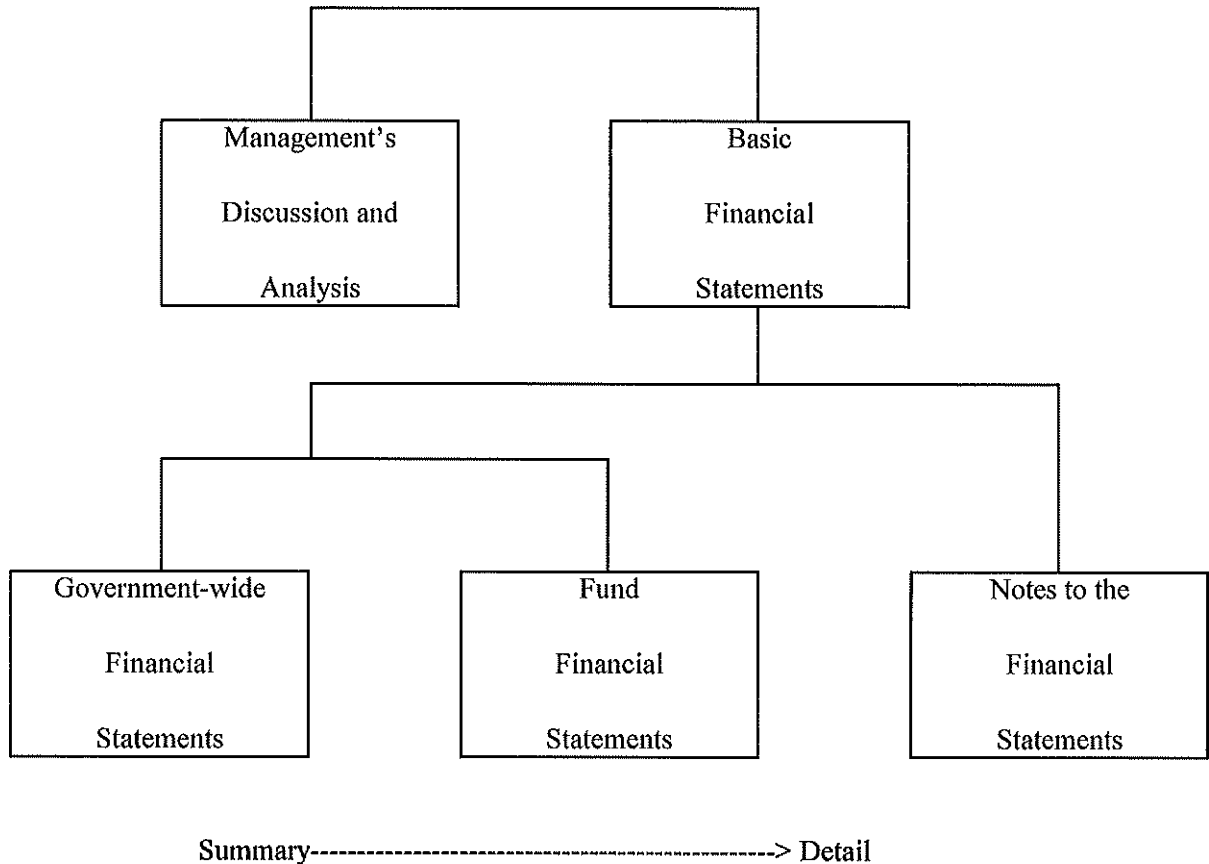 Management's
Discussion and
Analysis
Basic
Financial
Statements
Government-wide
Financial
Statements
Fund
Financial
Statements
Notes to the
Financial
Statements
Summary--------------------------------------------------> Detail